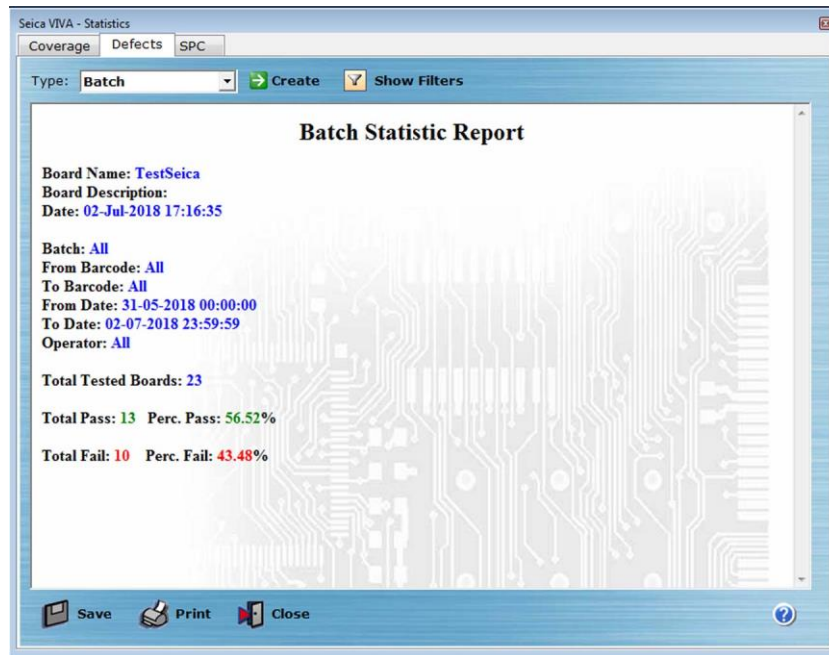 Seica VIVA - Statistics
Coverage Defects SPC
Type: Batch Create Show Filters
Batch Statistic Report
Board Name: TestSeica
Board Description:
Date: 02-Jul-2018 17:16:35
Batch: All
From Barcode: All
To Barcode: All
From Date: 31-05-2018 00:00:00
To Date: 02-07-2018 23:59:59
Operator: All
Total Tested Boards: 23
Total Pass: 13 Perc. Pass: 56.52%
Total Fail: 10 Perc. Fail: 43.48%
Save Print Close ?